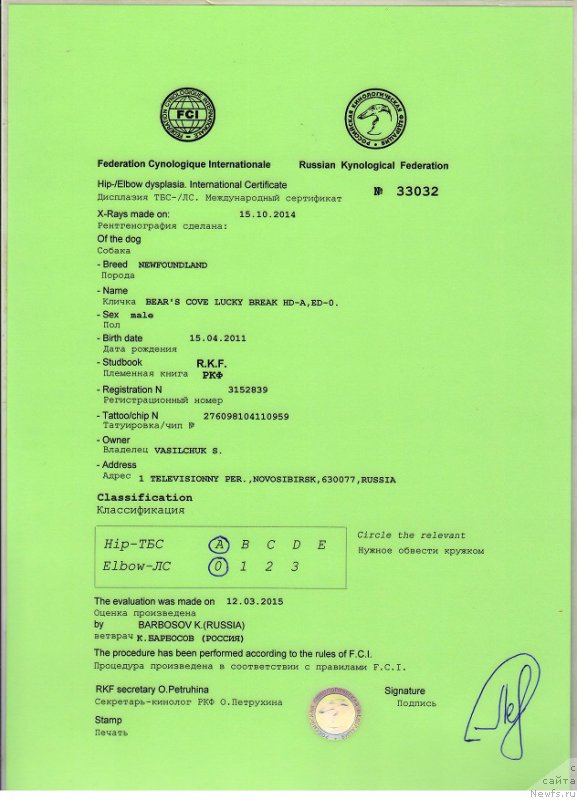 FEDERATION CYNOLOGIQUE INTERNATIONALE
FCI
РОССИЙСКАЯ КИНОЛОГИЧЕСКАЯ ФЕДЕРАЦИЯ
Federation Cynologique Internationale Russian Kynological Federation
Hip-/Elbow dysplasia. International Certificate
№ 33032
Дисплазия ТБС-/ЛС. Международный сертификат
X-Rays made on: 15.10.2014
Рентгенография сделана:
Of the dog
Собака
- Breed NEWFOUNDLAND
Порода
- Name
Кличка BEAR'S COVE LUCKY BREAK HD-A,ED-0.
- Sex male
Пол
- Birth date 15.04.2011
Дата рождения
- Studbook R.K.F.
Племенная книга РКФ
- Registration N 3152839
Регистрационный номер
- Tattoo/chip N 276098104110959
Татуировка/чип №
- Owner
Владелец VASILCHUK S.
- Address
Адрес 1 TELEVISIONNY PER.,NOVOSIBIRSK,630077,RUSSIA
Classification
Классификация
Hip-ТБС A B C D E
Circle the relevant
Elbow-ЛС 0 1 2 3
Нужное обвести кружком
The evaluation was made on 12.03.2015
Оценка произведена
by BARBOSOV K.(RUSSIA)
ветврач К.БАРБОСОВ (РОССИЯ)
The procedure has been performed according to the rules of F.C.I.
Процедура произведена в соответствии с правилами F.C.I.
RKF secretary O.Petruhina Signature
Секретарь-кинолог РКФ О.Петрухина Подпись
Stamp
Печать
с
сайта
Newfs.ru